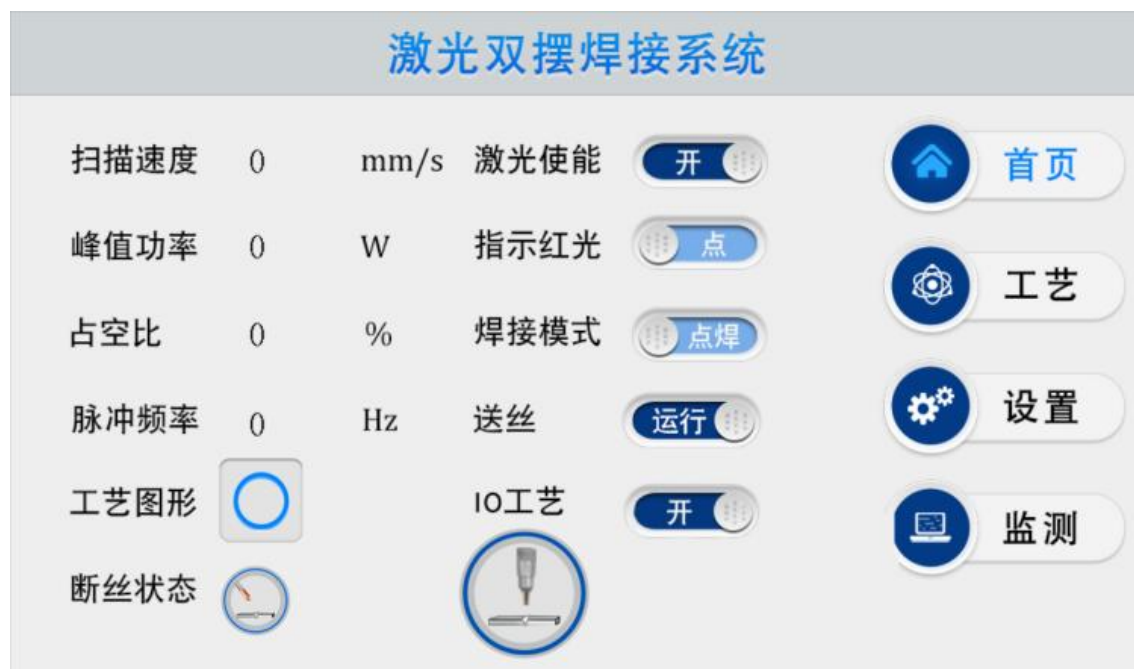 激光双摆焊接系统
扫描速度 0 mm/s 激光使能 开 首页
峰值功率 0 W 指示红光 点
工艺
占空比 0 % 焊接模式 点焊
脉冲频率 0 Hz 送丝 运行 设置
工艺图形 IO工艺 开 监测
断丝状态